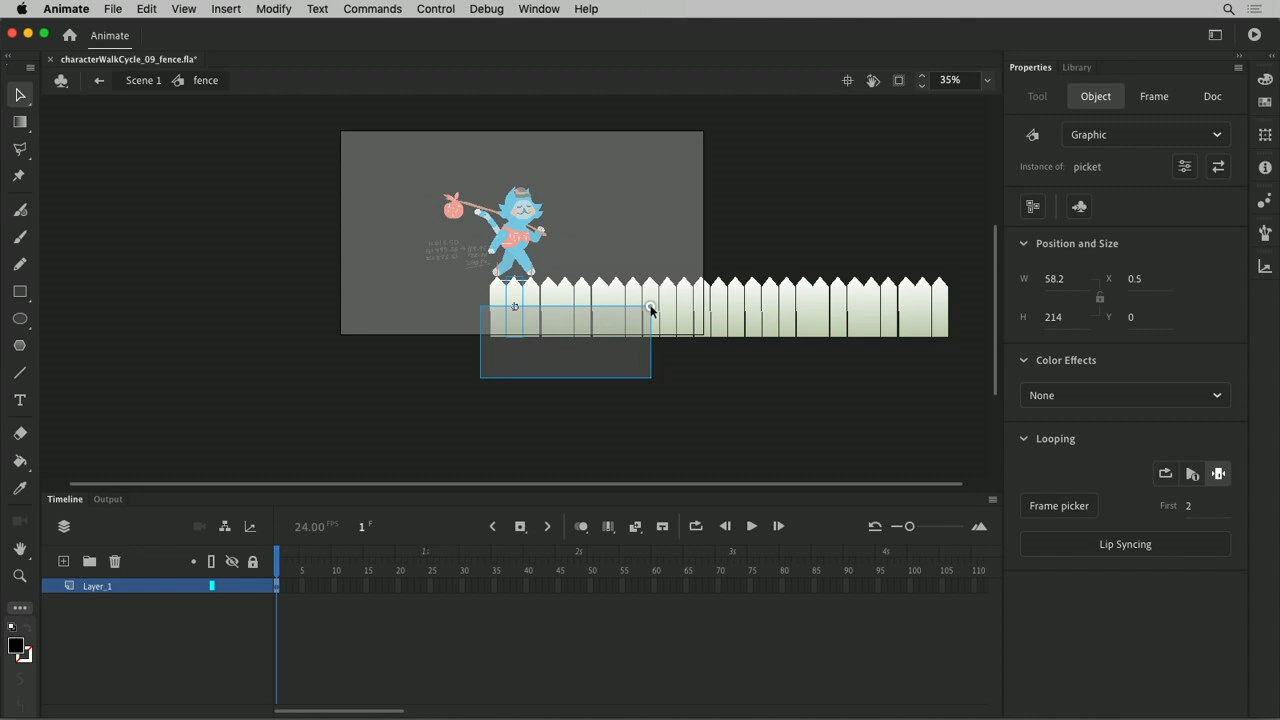 Animate File Edit View Insert Modify Text Commands Control Debug Window Help
Animate
characterWalkCycle_09_fence.fla*
Scene 1 fence 35%
Properties Library
Tool Object Frame Doc
Graphic
Instance of: picket
Position and Size
W 58.2 X 0.5
H 214 Y 0
Color Effects
None
Looping
Frame picker First 2
Lip Syncing
Timeline Output
24.00 FPS 1 F
1s 2s 3s 4s
5 10 15 20 25 30 35 40 45 50 55 60 65 70 75 80 85 90 95 100 105 110
Layer_1